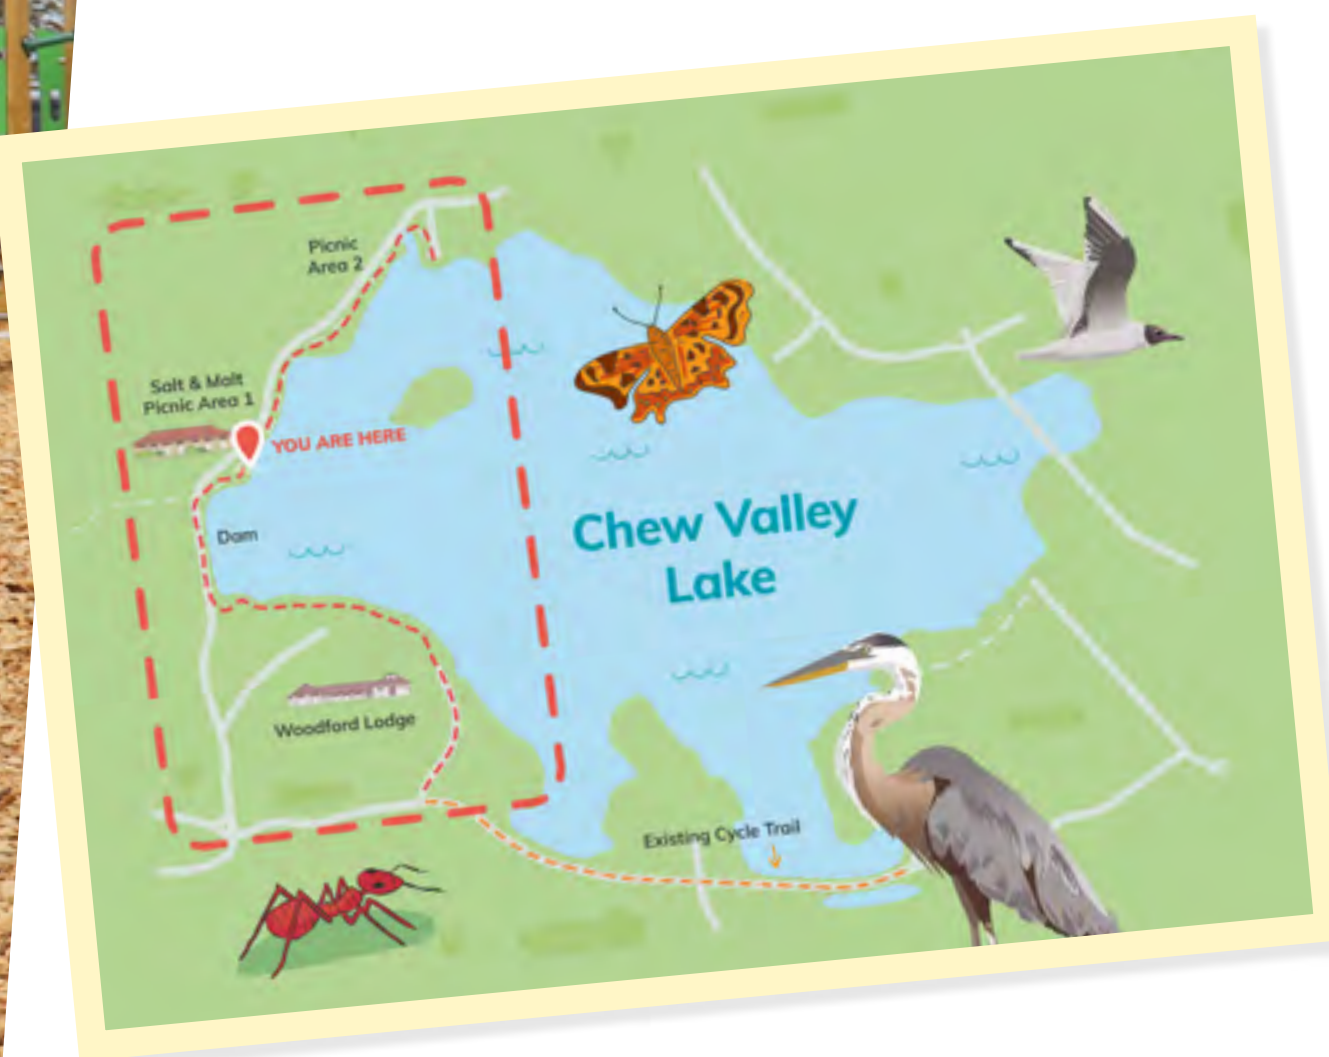 Picnic
Area 2
Salt & Malt
Picnic Area 1
YOU ARE HERE
Dam
Chew Valley
Lake
Woodford Lodge
Existing Cycle Trail